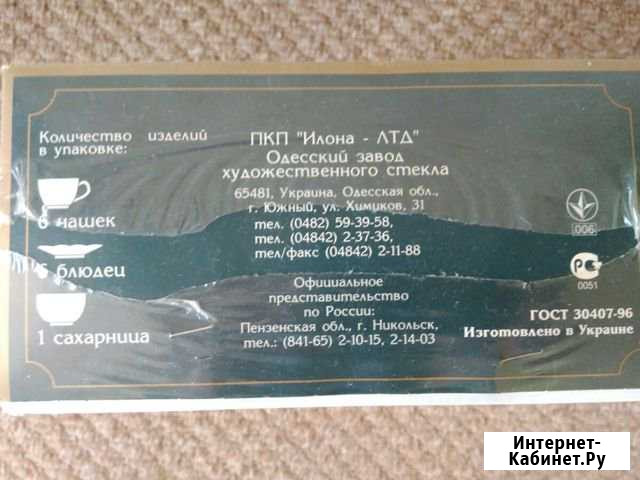 Количество изделий
в упаковке:
6 чашек
блюдец
1 сахарница
ПКП "Илона - ЛТД"
Одесский завод
художественного стекла
65481, Украина, Одесская обл.,
г. Южный, ул. Химиков, 31
тел. (0482) 59-39-58,
тел. (04842) 2-37-36,
тел/факс (04842) 2-11-88
Официальное
представительство
по России:
Пензенская обл., г. Никольск,
тел.: (841-65) 2-10-15, 2-14-03
006
РС
0051
ГОСТ 30407-96
Изготовлено в Украине
Интернет-
Кабинет.Ру